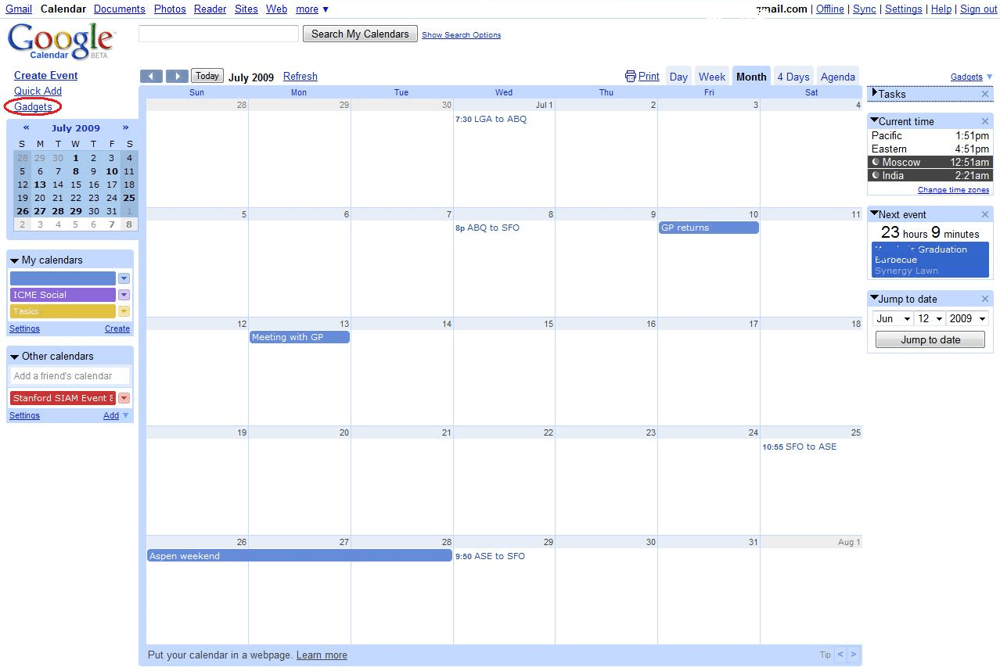 Gmail Calendar Documents Photos Reader Sites Web more ▼
gmail.com | Offline | Sync | Settings | Help | Sign out
Google
Calendar BETA
Search My Calendars Show Search Options
Create Event
Quick Add
Gadgets
Today July 2009 Refresh
Print Day Week Month 4 Days Agenda
« July 2009 »
S M T W T F S
28 29 30 1 2 3 4
5 6 7 8 9 10 11
12 13 14 15 16 17 18
19 20 21 22 23 24 25
26 27 28 29 30 31 1
2 3 4 5 6 7 8
My calendars
ICME Social
Tasks
Settings Create
Other calendars
Add a friend's calendar
Stanford SIAM Event
Settings Add
Sun Mon Tue Wed Thu Fri Sat
28 29 30 Jul 1 2 3 4
7:30 LGA to ABQ
5 6 7 8 9 10 11
8p ABQ to SFO
GP returns
12 13 14 15 16 17 18
Meeting with GP
19 20 21 22 23 24 25
10:55 SFO to ASE
26 27 28 29 30 31 Aug 1
Aspen weekend
9:50 ASE to SFO
Put your calendar in a webpage. Learn more
Tip < >
Gadgets
Tasks
Current time
Pacific 1:51pm
Eastern 4:51pm
Moscow 12:51am
India 2:21am
Change time zones
Next event
23 hours 9 minutes
Graduation
Barbecue
Synergy Lawn
Jump to date
Jun 12 2009
Jump to date